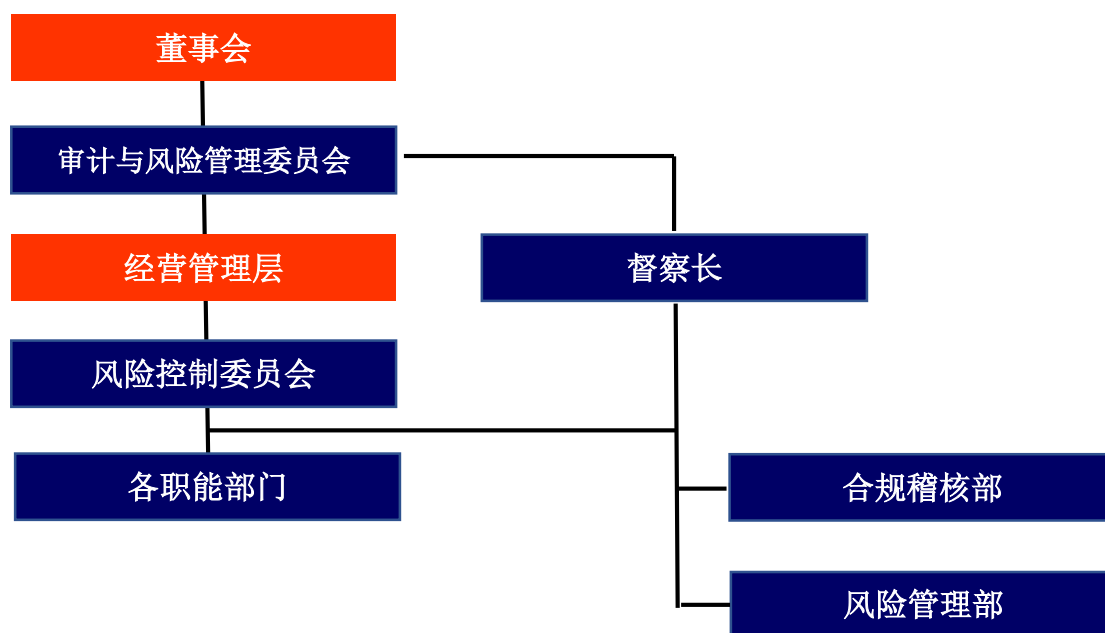 董事会
审计与风险管理委员会
经营管理层
督察长
风险控制委员会
各职能部门
合规稽核部
风险管理部